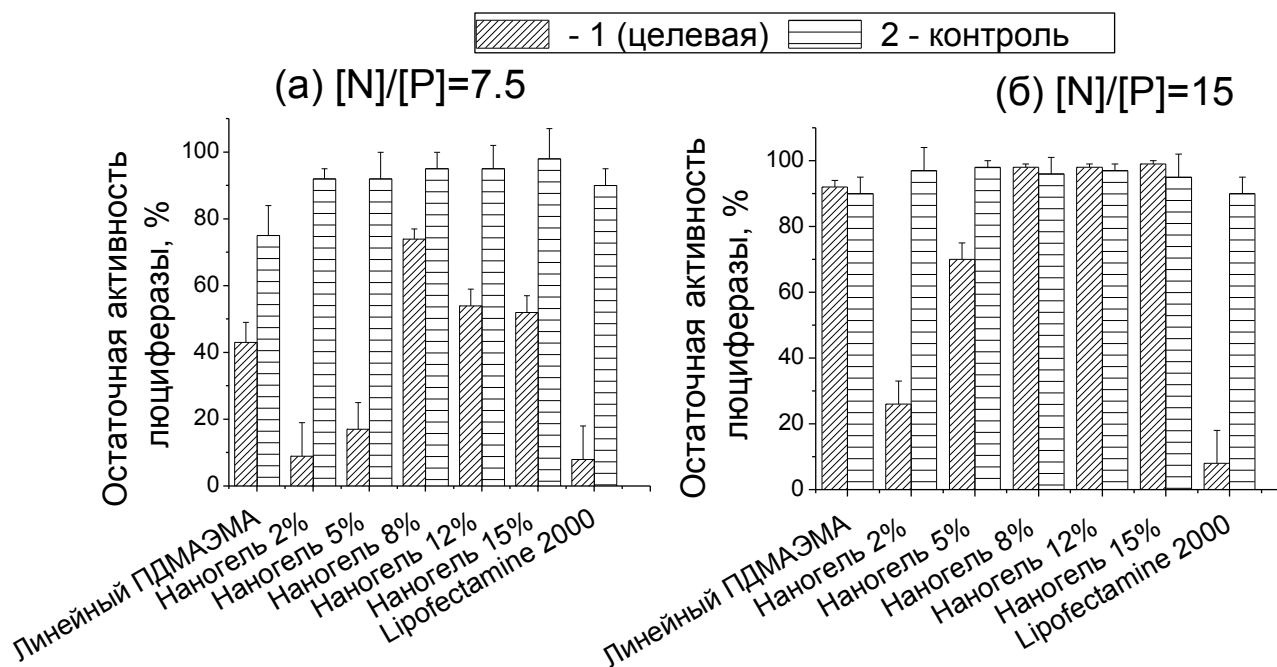 - 1 (целевая) 2 - контроль
(а) [N]/[P]=7.5
Остаточная активность
люциферазы, %
100
80
60
40
20
0
Линейный ПДМАЭМА
Наногель 2%
Наногель 5%
Наногель 8%
Наногель 12%
Наногель 15%
Lipofectamine 2000
(б) [N]/[P]=15
Остаточная активность
люциферазы, %
100
80
60
40
20
0
Линейный ПДМАЭМА
Наногель 2%
Наногель 5%
Наногель 8%
Наногель 12%
Наногель 15%
Lipofectamine 2000